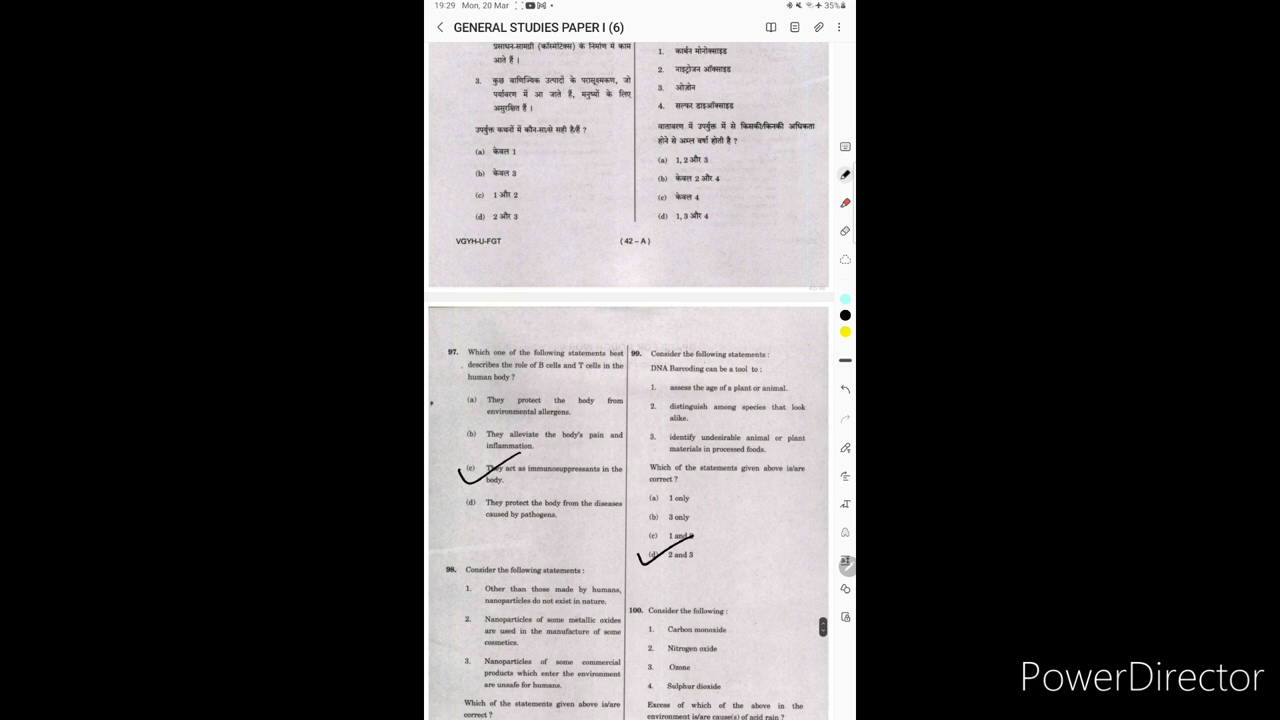 19:29 Mon, 20 Mar
35%
GENERAL STUDIES PAPER I (6)
प्रसाधन-सामग्री (कॉस्मेटिक्स) के निर्माण में काम
आते हैं ।
3. कुछ वाणिज्यिक उत्पादों के परासूक्ष्मकण, जो
पर्यावरण में आ जाते हैं, मनुष्यों के लिए
असुरक्षित हैं ।
उपर्युक्त कथनों में कौन-सा/से सही है/हैं ?
(a) केवल 1
(b) केवल 3
(c) 1 और 2
(d) 2 और 3
1. कार्बन मोनोक्साइड
2. नाइट्रोजन ऑक्साइड
3. ओज़ोन
4. सल्फर डाइऑक्साइड
वातावरण में उपर्युक्त में से किसकी/किनकी अधिकता
होने से अम्ल वर्षा होती है ?
(a) 1, 2 और 3
(b) केवल 2 और 4
(c) केवल 4
(d) 1, 3 और 4
VGYH-U-FGT
( 42 – A )
97. Which one of the following statements best
describes the role of B cells and T cells in the
human body ?
(a) They protect the body from
environmental allergens.
(b) They alleviate the body's pain and
inflammation.
(c) They act as immunosuppressants in the
body.
(d) They protect the body from the diseases
caused by pathogens.
98. Consider the following statements :
1. Other than those made by humans,
nanoparticles do not exist in nature.
2. Nanoparticles of some metallic oxides
are used in the manufacture of some
cosmetics.
3. Nanoparticles of some commercial
products which enter the environment
are unsafe for humans.
Which of the statements given above is/are
correct ?
99. Consider the following statements :
DNA Barcoding can be a tool to :
1. assess the age of a plant or animal.
2. distinguish among species that look
alike.
3. identify undesirable animal or plant
materials in processed foods.
Which of the statements given above is/are
correct ?
(a) 1 only
(b) 3 only
(c) 1 and 2
(d) 2 and 3
100. Consider the following :
1. Carbon monoxide
2. Nitrogen oxide
3. Ozone
4. Sulphur dioxide
Excess of which of the above in the
environment is/are cause(s) of acid rain ?
PowerDirector